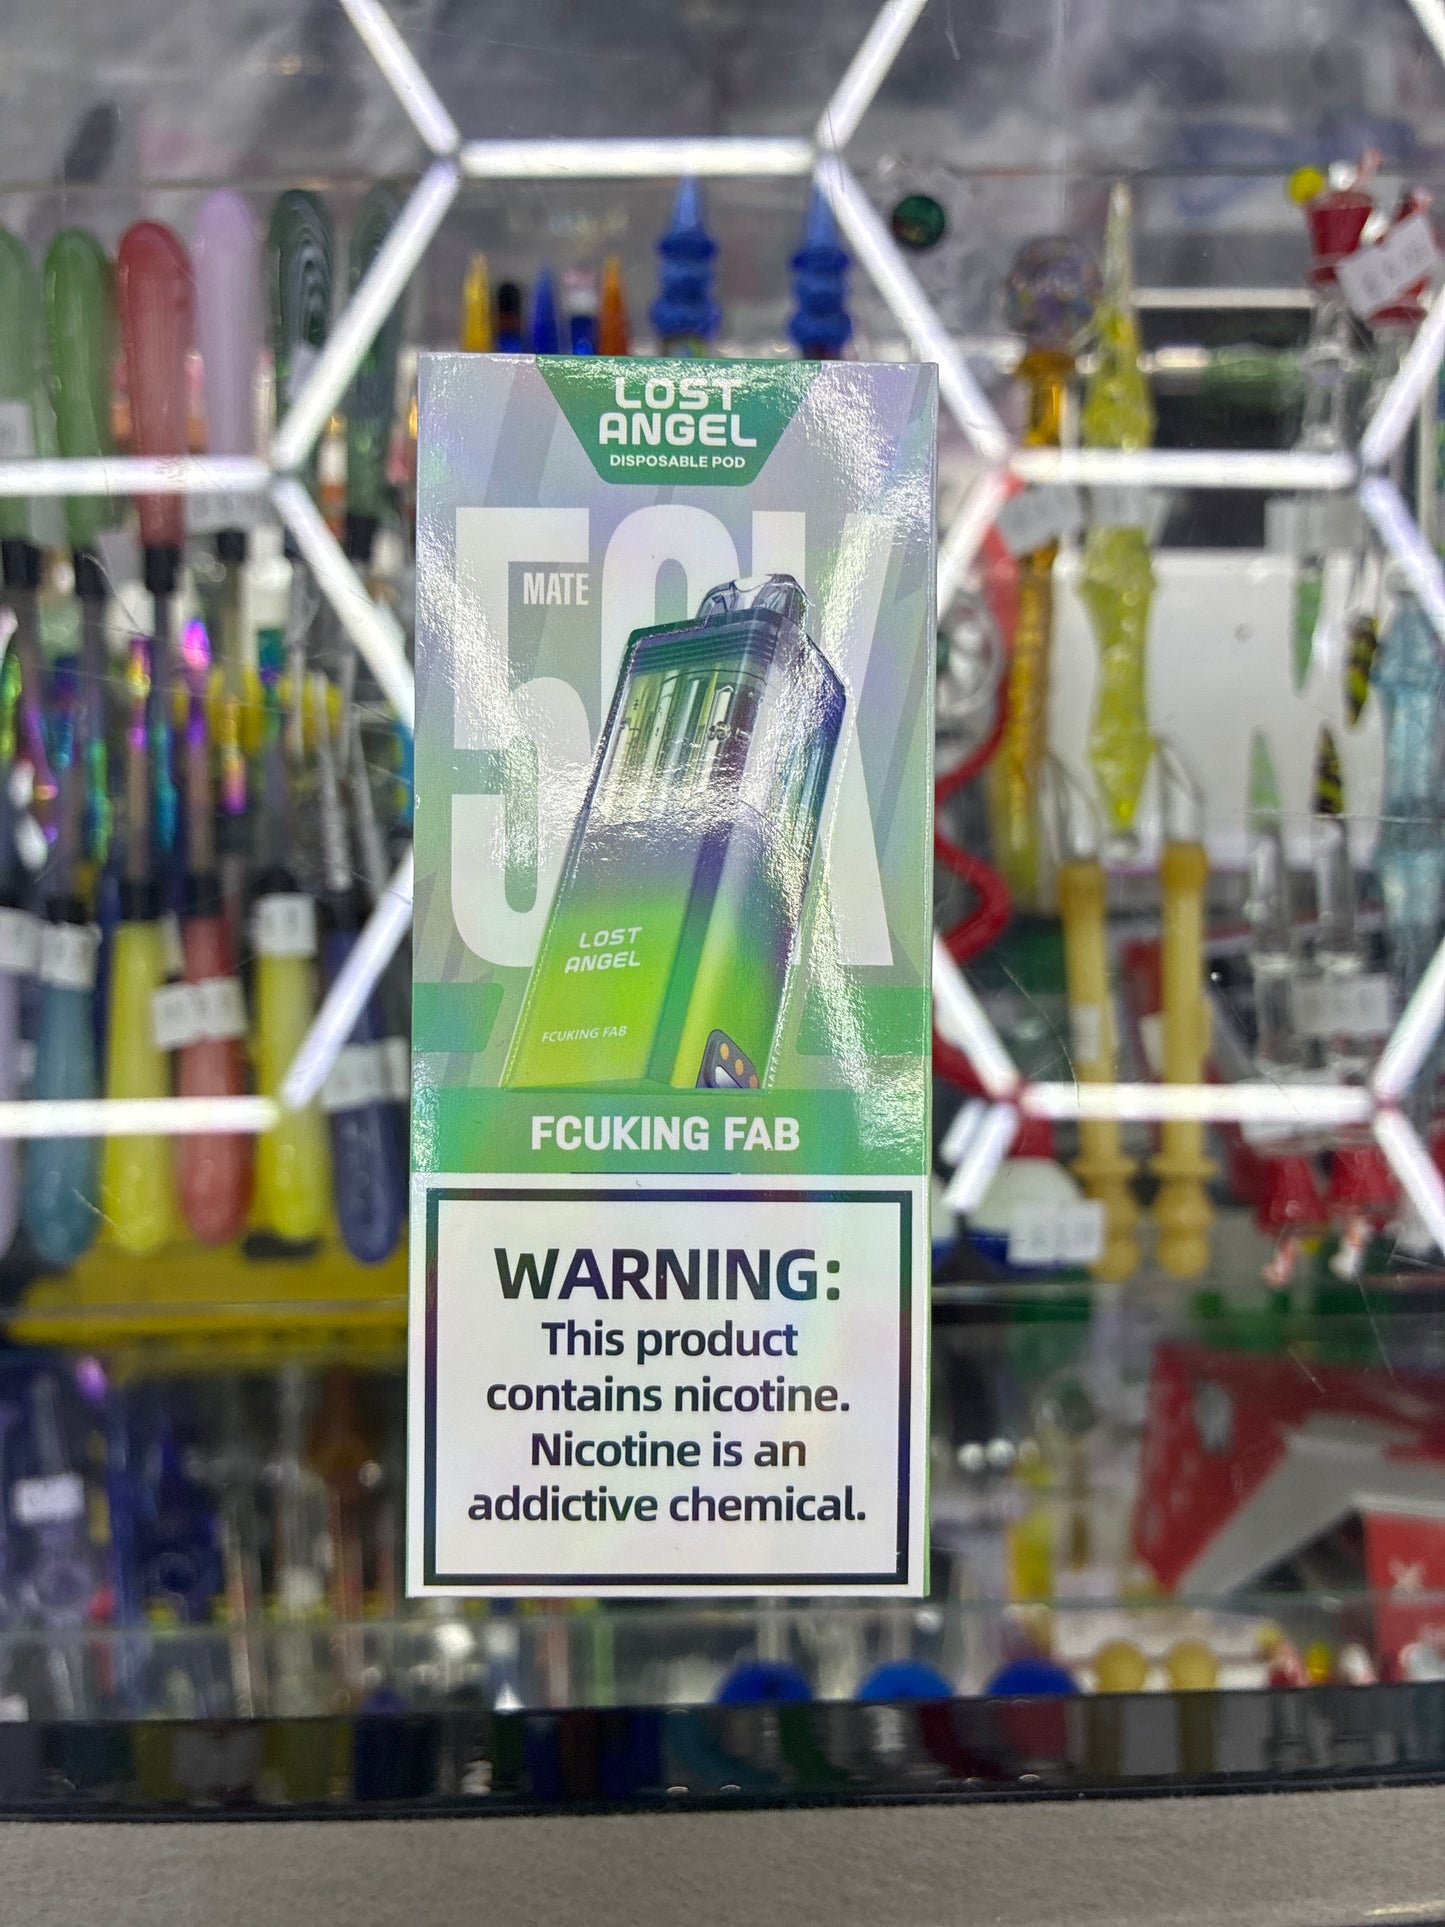 LOST
ANGEL
DISPOSABLE POD
50K
MATE
LOST
ANGEL
FCUKING FAB
FCUKING FAB
WARNING:
This product
contains nicotine.
Nicotine is an
addictive chemical.